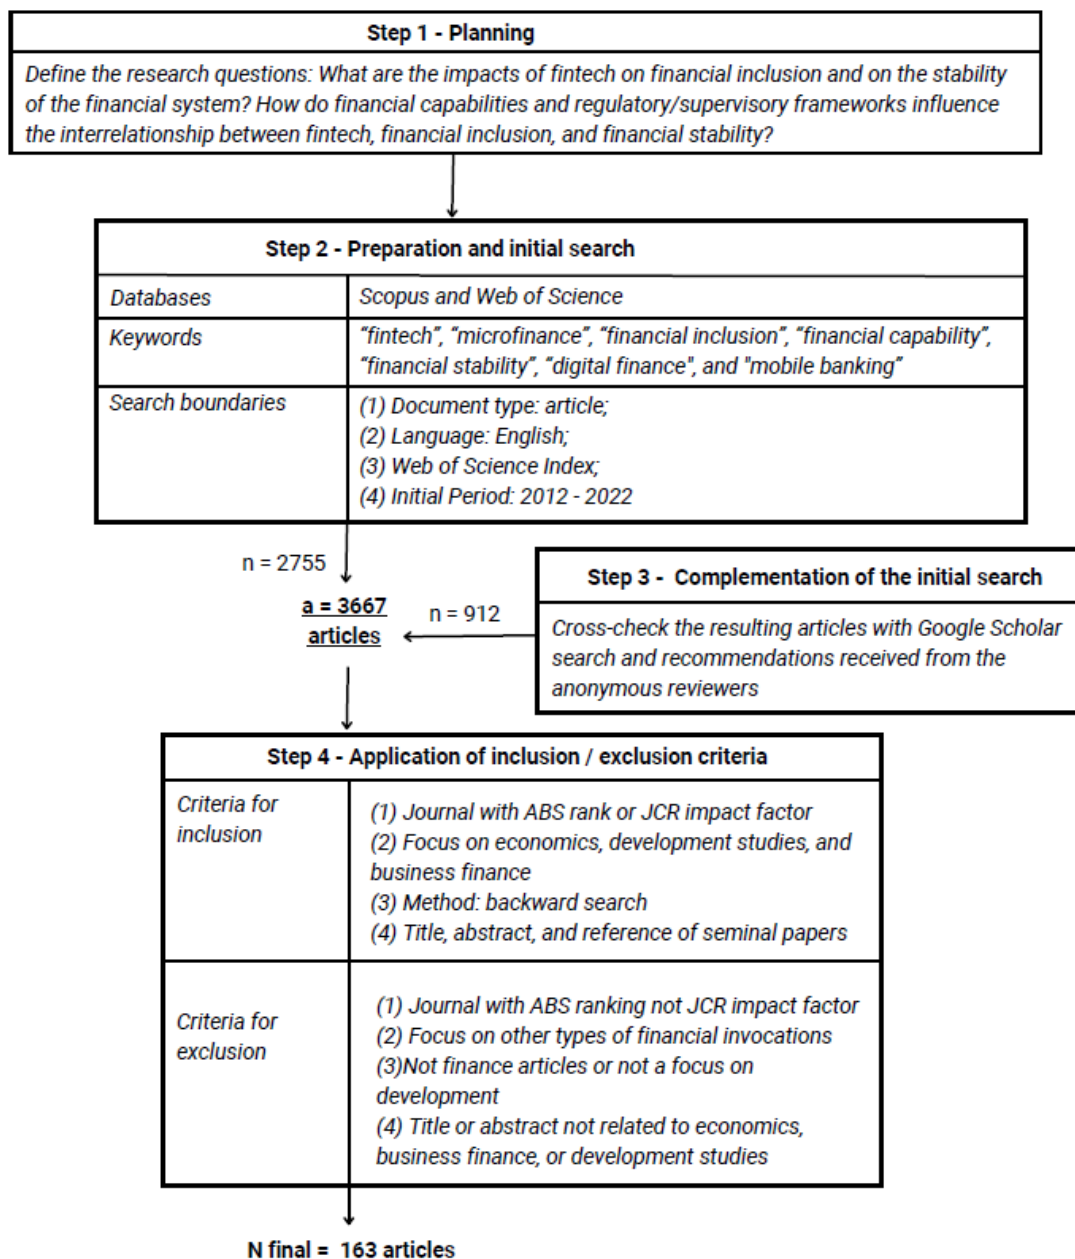 Step 1 - Planning
Define the research questions: What are the impacts of fintech on financial inclusion and on the stability
of the financial system? How do financial capabilities and regulatory/supervisory frameworks influence
the interrelationship between fintech, financial inclusion, and financial stability?
Step 2 - Preparation and initial search
Databases
Scopus and Web of Science
Keywords
“fintech”, “microfinance”, “financial inclusion”, “financial capability”,
“financial stability”, “digital finance", and "mobile banking”
Search boundaries
(1) Document type: article;
(2) Language: English;
(3) Web of Science Index;
(4) Initial Period: 2012 - 2022
n = 2755
Step 3 - Complementation of the initial search
Cross-check the resulting articles with Google Scholar
search and recommendations received from the
anonymous reviewers
n = 912
a = 3667
articles
Step 4 - Application of inclusion / exclusion criteria
Criteria for
inclusion
(1) Journal with ABS rank or JCR impact factor
(2) Focus on economics, development studies, and
business finance
(3) Method: backward search
(4) Title, abstract, and reference of seminal papers
Criteria for
exclusion
(1) Journal with ABS ranking not JCR impact factor
(2) Focus on other types of financial invocations
(3)Not finance articles or not a focus on
development
(4) Title or abstract not related to economics,
business finance, or development studies
N final = 163 articles